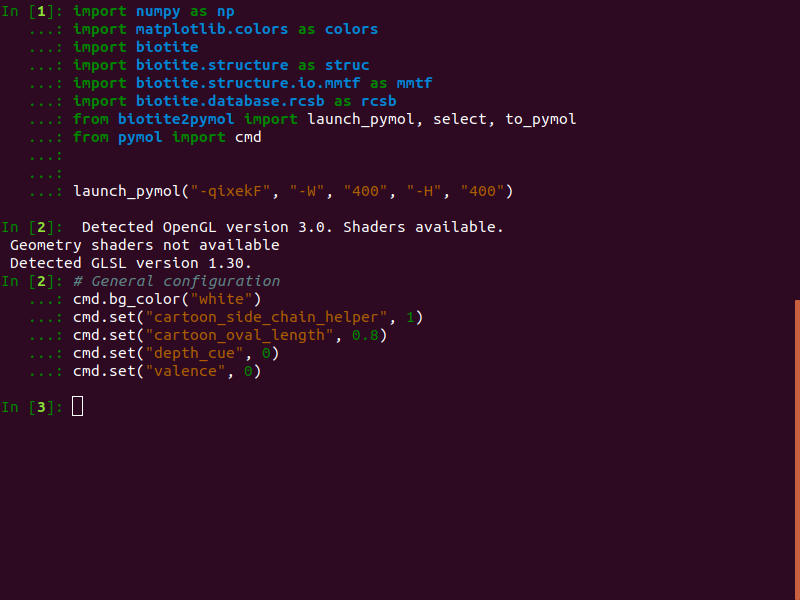 In [1]: import numpy as np
   ...: import matplotlib.colors as colors
   ...: import biotite
   ...: import biotite.structure as struc
   ...: import biotite.structure.io.mmtf as mmtf
   ...: import biotite.database.rcsb as rcsb
   ...: from biotite2pymol import launch_pymol, select, to_pymol
   ...: from pymol import cmd
   ...:
   ...:
   ...: launch_pymol("-qixekF", "-W", "400", "-H", "400")
In [2]:  Detected OpenGL version 3.0. Shaders available.
 Geometry shaders not available
 Detected GLSL version 1.30.
In [2]: # General configuration
   ...: cmd.bg_color("white")
   ...: cmd.set("cartoon_side_chain_helper", 1)
   ...: cmd.set("cartoon_oval_length", 0.8)
   ...: cmd.set("depth_cue", 0)
   ...: cmd.set("valence", 0)
In [3]: